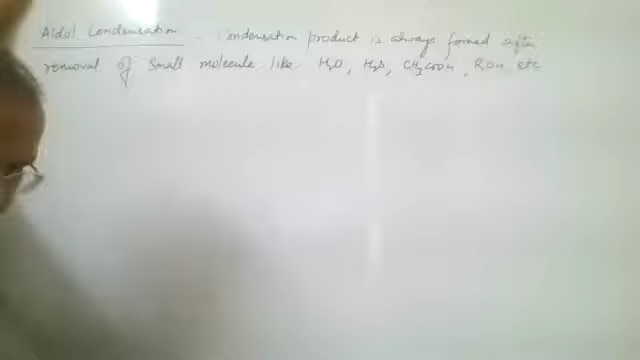 Aldol Condensation - Condensation product is always formed after
removal of small molecule like H2O, H2S, CH3COOH, ROH etc